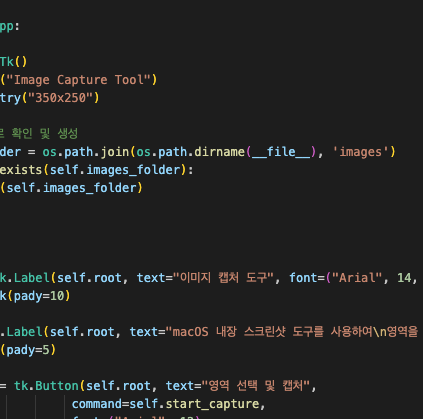 pp:
Tk()
("Image Capture Tool")
try("350x250")
로 확인 및 생성
der = os.path.join(os.path.dirname(__file__), 'images')
exists(self.images_folder):
(self.images_folder)
k.Label(self.root, text="이미지 캡처 도구", font=("Arial", 14,
k(pady=10)
.Label(self.root, text="macOS 내장 스크린샷 도구를 사용하여\n영역을
(pady=5)
= tk.Button(self.root, text="영역 선택 및 캡처",
command=self.start_capture,